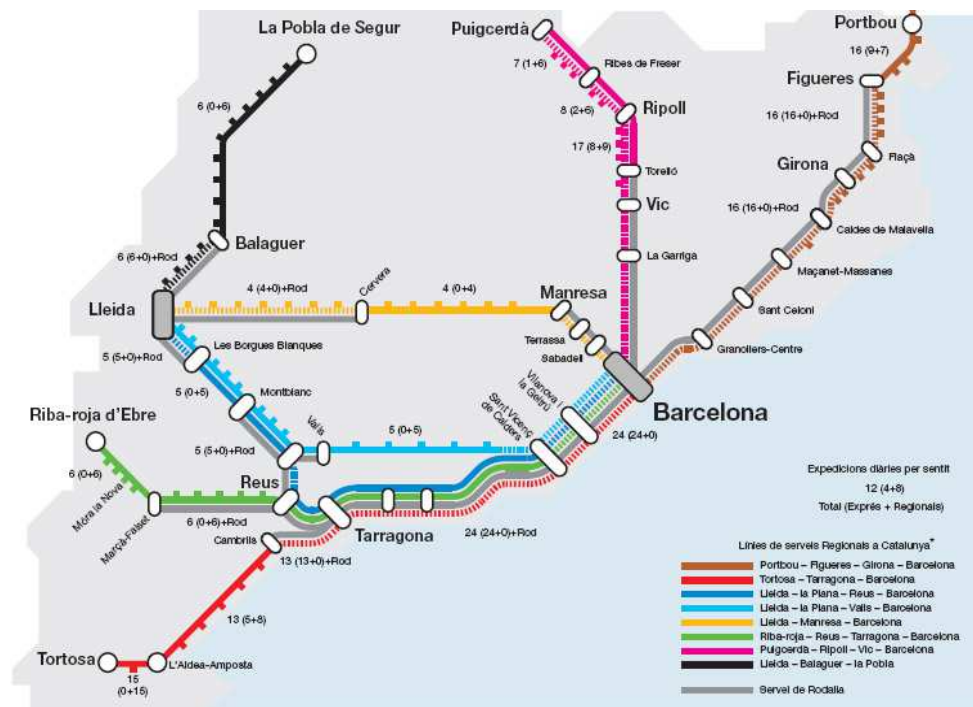 La Pobla de Segur
Puigcerdà
Portbou
7 (1+6)
Ribes de Freser
16 (9+7)
Figueres
6 (0+6)
8 (2+6)
Ripoll
16 (16+0)+Rod
17 (8+9)
Flaçà
Torelló
Girona
Vic
16 (16+0)+Rod
Caldes de Malavella
Balaguer
La Garriga
6 (6+0)+Rod
Maçanet-Massanes
Cervera
4 (4+0)+Rod
4 (0+4)
Manresa
Lleida
Sant Celoni
Terrassa
Sabadell
Granollers-Centre
5 (5+0)+Rod
Les Borgues Blanques
5 (0+5)
Montblanc
Vilanova i
la Geltrú
Barcelona
Riba-roja d'Ebre
Valls
5 (0+5)
Sant Vicenç
de Calders
24 (24+0)
5 (5+0)+Rod
6 (0+6)
Móra la Nova
Reus
Expedicions diàries per sentit
12 (4+8)
Total (Exprés + Regionals)
Marçà-Falset
6 (0+6)+Rod
Tarragona
24 (24+0)+Rod
Cambrils
13 (13+0)+Rod
Línies de serveis Regionals a Catalunya*
Portbou – Figueres – Girona – Barcelona
Tortosa – Tarragona – Barcelona
Lleida – la Plana – Reus – Barcelona
Lleida – la Plana – Valls – Barcelona
Lleida – Manresa – Barcelona
Riba-roja – Reus – Tarragona – Barcelona
Puigcerdà – Ripoll – Vic – Barcelona
Lleida – Balaguer – la Pobla
Servei de Rodalia
13 (5+8)
Tortosa
L'Aldea-Amposta
15
(0+15)